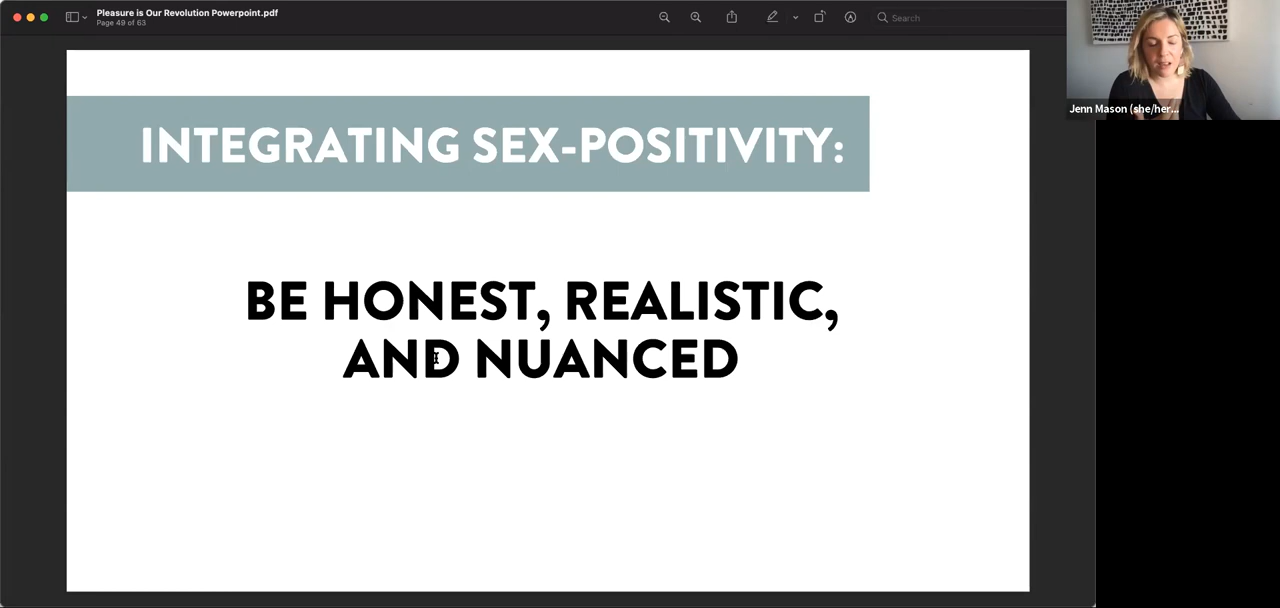 Pleasure is Our Revolution Powerpoint.pdf
Page 49 of 63
Search
Jenn Mason (she/her...
INTEGRATING SEX-POSITIVITY:
BE HONEST, REALISTIC,
AND NUANCED